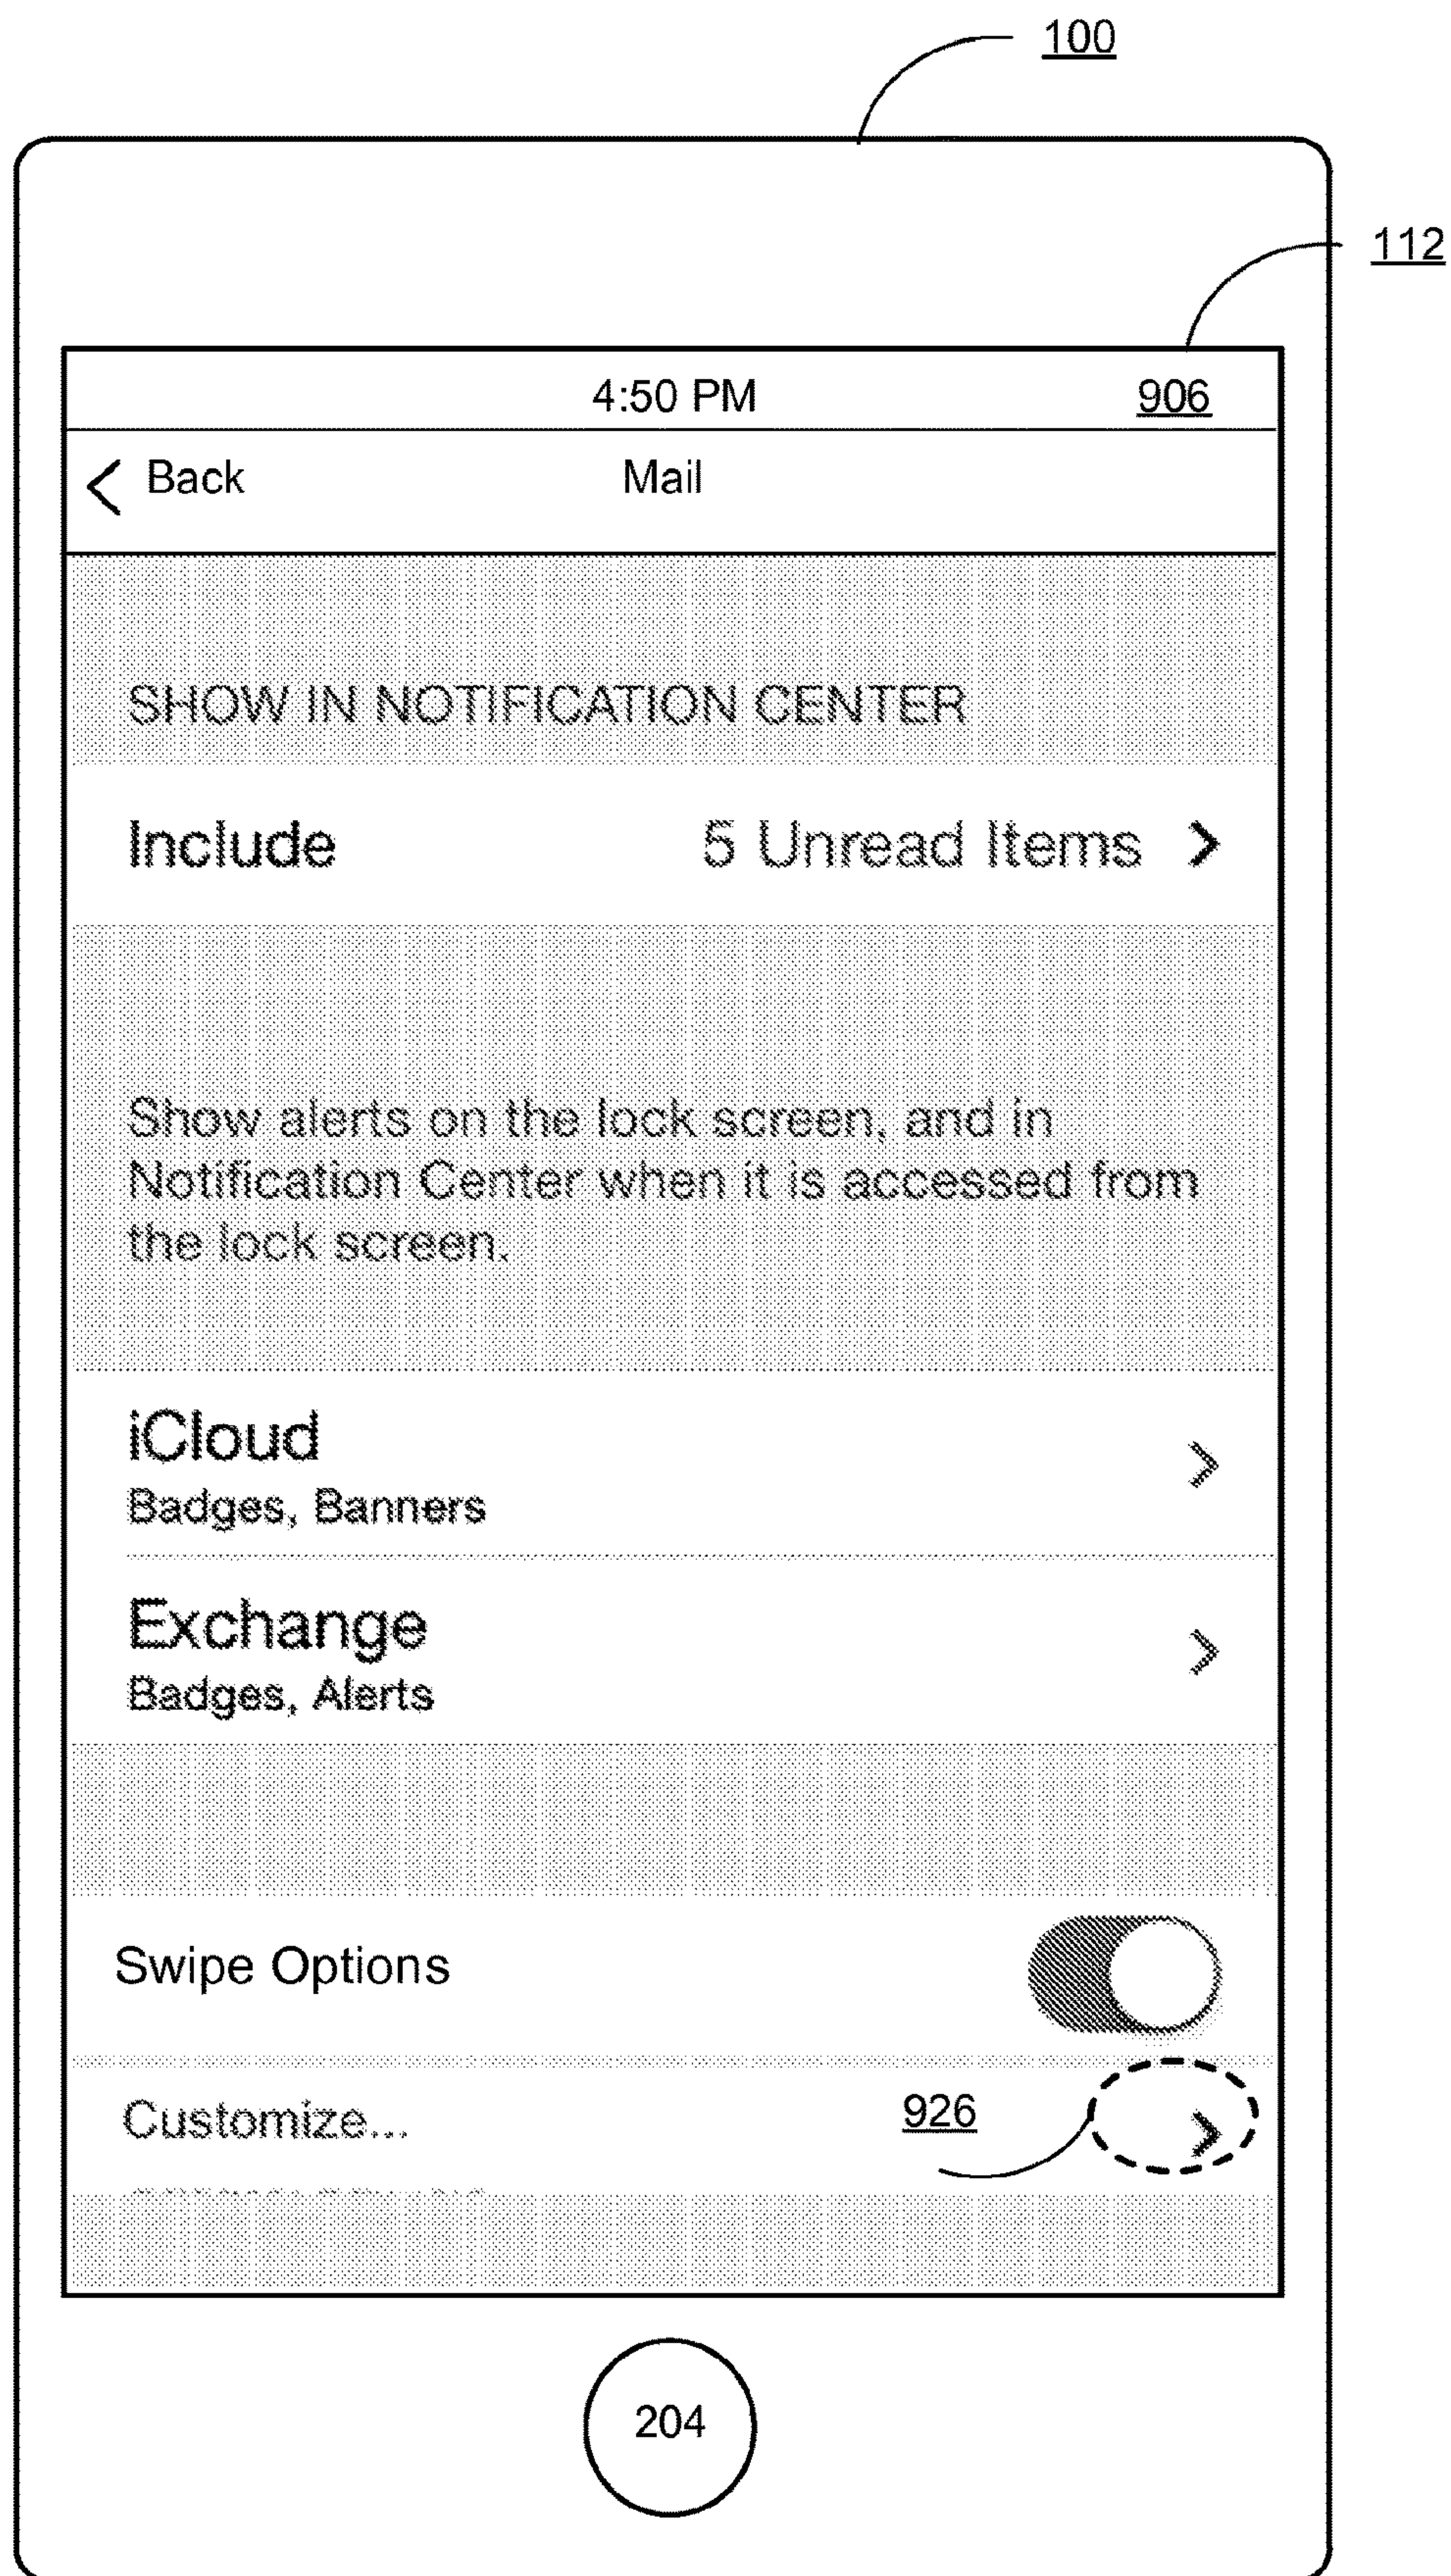 100
112
4:50 PM 906
Back Mail
SHOW IN NOTIFICATION CENTER
Include 5 Unread Items
Show alerts on the lock screen, and in
Notification Center when it is accessed from
the lock screen.
iCloud
Badges, Banners
Exchange
Badges, Alerts
Swipe Options
Customize... 926
204